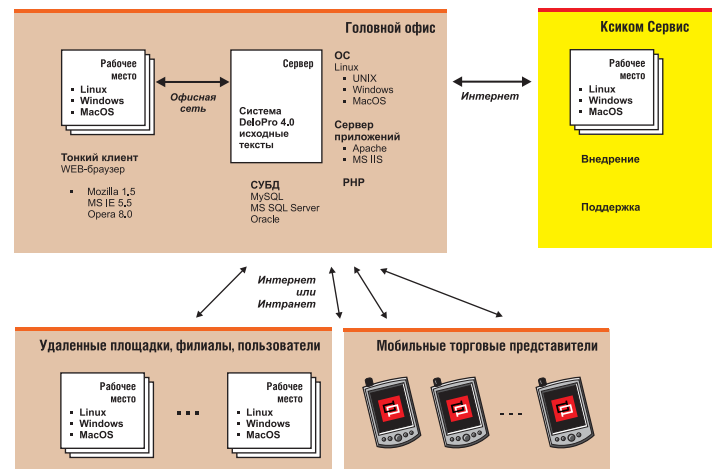 Головной офис
Рабочее
место
▪ Linux
▪ Windows
▪ MacOS
Офисная
сеть
Сервер
Система
DeloPro 4.0
исходные
тексты
ОС
Linux
▪ UNIX
▪ Windows
▪ MacOS
Сервер
приложений
▪ Apache
▪ MS IIS
PHP
Тонкий клиент
WEB-браузер
▪ Mozilla 1.5
MS IE 5.5
Opera 8.0
СУБД
MySQL
MS SQL Server
Oracle
Интернет
Ксиком Сервис
Рабочее
место
▪ Linux
▪ Windows
▪ MacOS
Внедрение
Поддержка
Интернет
или
Интранет
Удаленные площадки, филиалы, пользователи
Рабочее
место
▪ Linux
▪ Windows
▪ MacOS
Рабочее
место
▪ Linux
▪ Windows
▪ MacOS
Мобильные торговые представители